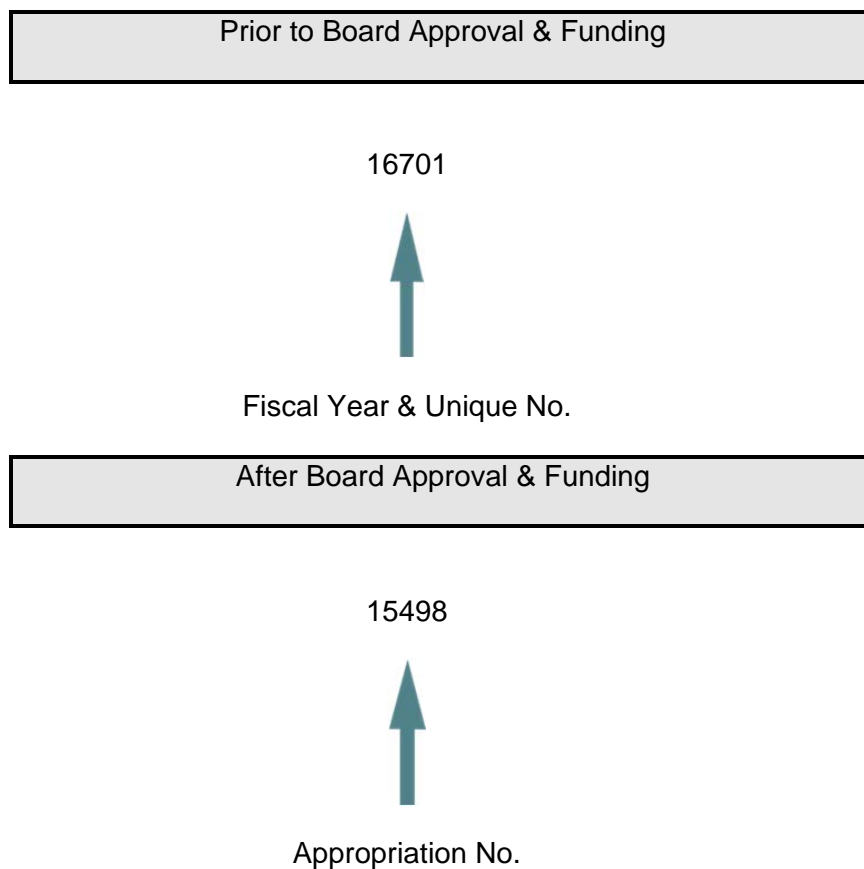 Prior to Board Approval & Funding
16701
Fiscal Year & Unique No.
After Board Approval & Funding
15498
Appropriation No.